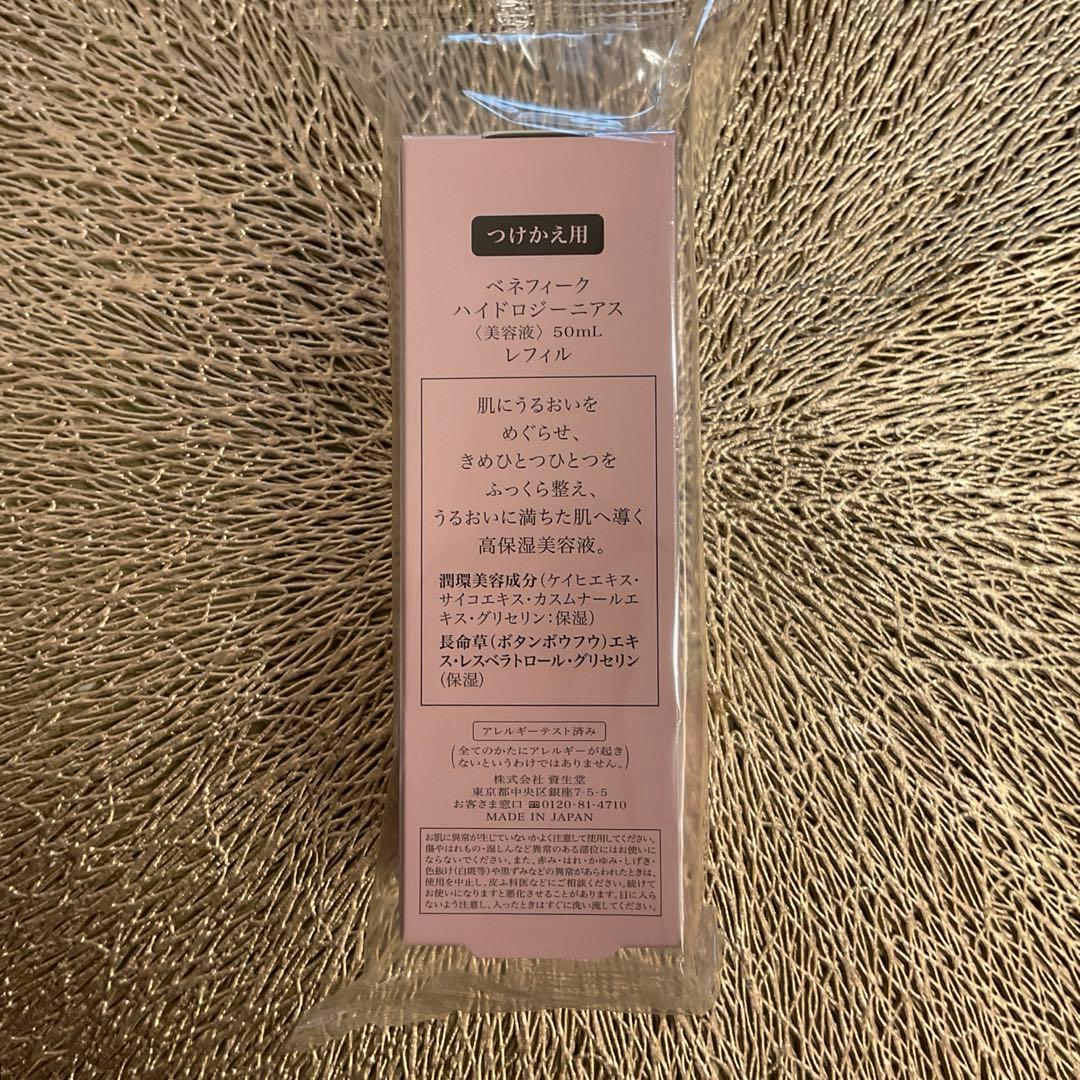 つけかえ用
ベネフィーク
ハイドロジーニアス
〈美容液〉50mL
レフィル
肌にうるおいを
めぐらせ、
きめひとつひとつを
ふっくら整え、
うるおいに満ちた肌へ導く
高保湿美容液。
潤環美容成分(ケイヒエキス・
サイコエキス・カスムナールエ
キス・グリセリン:保湿)
長命草(ボタンボウフウ)エキ
ス・レスベラトロール・グリセリン
(保湿)
アレルギーテスト済み
(全てのかたにアレルギーが起き
ないというわけではありません。)
株式会社 資生堂
東京都中央区銀座7-5-5
お客さま窓口 0120-81-4710
MADE IN JAPAN
お肌に異常が生じていないかよく注意して使用してください。
傷やはれもの・湿しんなど異常のある部位にはお使いに
ならないでください。また、赤み・はれ・かゆみ・しげき・
色抜け(白斑等)や黒ずみなどの異常があらわれたときは、
使用を中止し、皮ふ科医などにご相談ください。続けて
お使いになりますと悪化させることがあります。目に入ら
ないよう注意し、入ったときはすぐに洗い流してください。